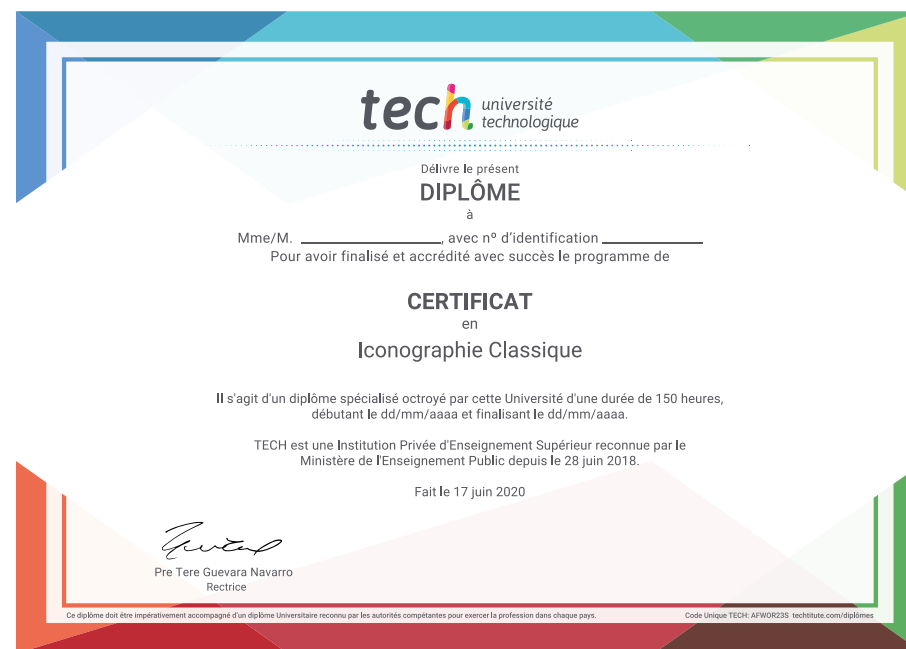 tech université
technologique
Délivre le présent
DIPLÔME
à
Mme/M. ____________, avec nº d'identification ____________
Pour avoir finalisé et accrédité avec succès le programme de
CERTIFICAT
en
Iconographie Classique
Il s'agit d'un diplôme spécialisé octroyé par cette Université d'une durée de 150 heures,
débutant le dd/mm/aaaa et finalisant le dd/mm/aaaa.
TECH est une Institution Privée d'Enseignement Supérieur reconnue par le
Ministère de l'Enseignement Public depuis le 28 juin 2018.
Fait le 17 juin 2020
Pre Tere Guevara Navarro
Rectrice
Ce diplôme doit être impérativement accompagné d'un diplôme Universitaire reconnu par les autorités compétantes pour exercer la profession dans chaque pays.
Code Unique TECH: AFWOR23S techtitute.com/diplômes